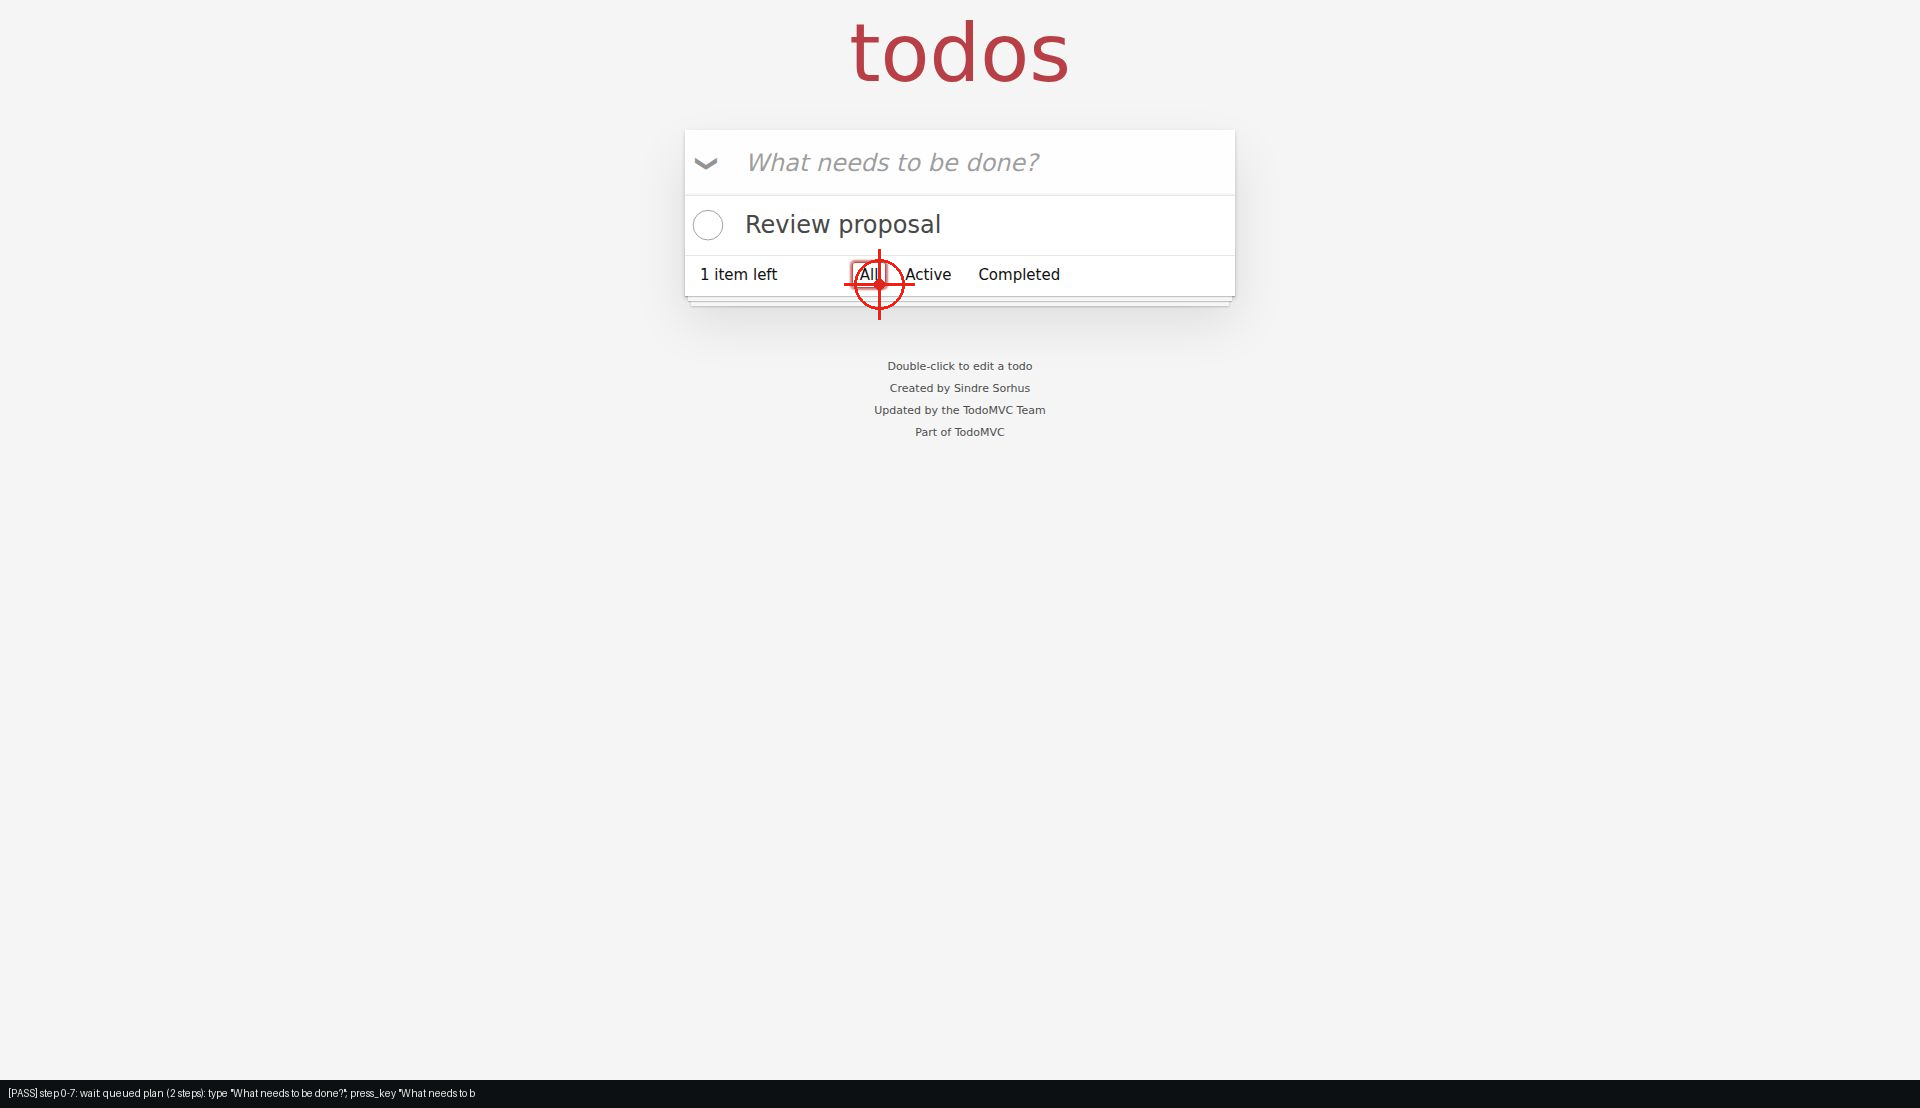 todos
What needs to be done?
Review proposal
1 item left All Active Completed
Double-click to edit a todo
Created by Sindre Sorhus
Updated by the TodoMVC Team
Part of TodoMVC
[PASS] step 0-7: wait: queued plan (2 steps): type "What needs to be done?"; press_key "What needs to b